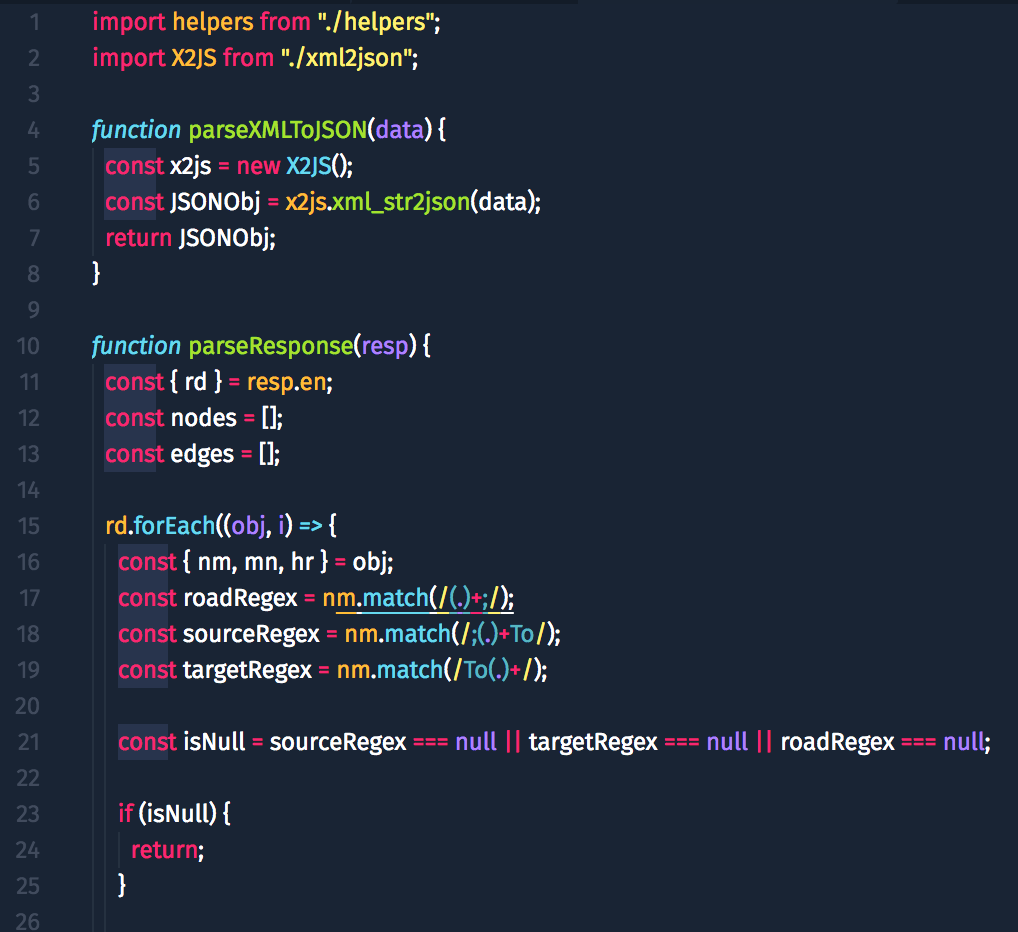 1 import helpers from "./helpers";
2 import X2JS from "./xml2json";
3
4 function parseXMLToJSON(data) {
5 const x2js = new X2JS();
6 const JSONObj = x2js.xml_str2json(data);
7 return JSONObj;
8 }
9
10 function parseResponse(resp) {
11 const { rd } = resp.en;
12 const nodes = [];
13 const edges = [];
14
15 rd.forEach((obj, i) => {
16 const { nm, mn, hr } = obj;
17 const roadRegex = nm.match(/(.)+;/);
18 const sourceRegex = nm.match(/;(.)+To/);
19 const targetRegex = nm.match(/To(.)+/);
20
21 const isNull = sourceRegex === null || targetRegex === null || roadRegex === null;
22
23 if (isNull) {
24 return;
25 }
26